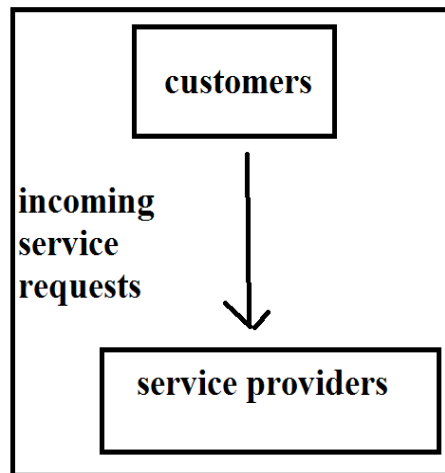 customers
incoming
service
requests
service providers